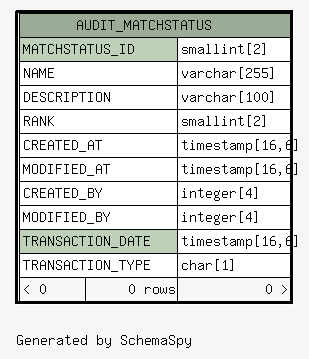 AUDIT_MATCHSTATUS
MATCHSTATUS_ID smallint[2]
NAME varchar[255]
DESCRIPTION varchar[100]
RANK smallint[2]
CREATED_AT timestamp[16,6]
MODIFIED_AT timestamp[16,6]
CREATED_BY integer[4]
MODIFIED_BY integer[4]
TRANSACTION_DATE timestamp[16,6]
TRANSACTION_TYPE char[1]
< 0 0 rows 0 >
Generated by SchemaSpy